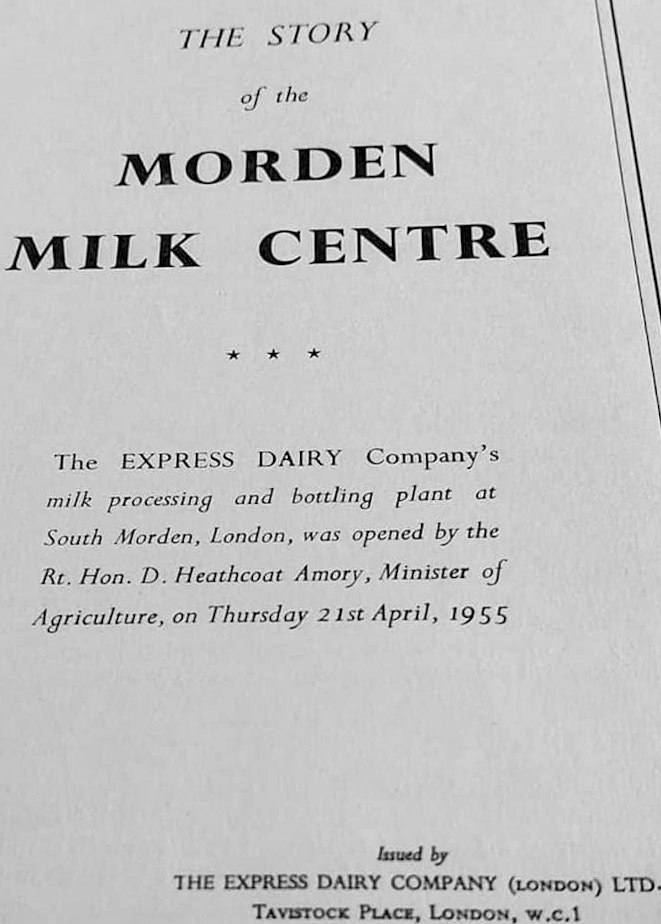 THE STORY
of the
MORDEN
MILK CENTRE
★ ★ ★
The EXPRESS DAIRY Company's
milk processing and bottling plant at
South Morden, London, was opened by the
Rt. Hon. D. Heathcoat Amory, Minister of
Agriculture, on Thursday 21st April, 1955
Issued by
THE EXPRESS DAIRY COMPANY (LONDON) LTD.
TAVISTOCK PLACE, LONDON, W.C.1